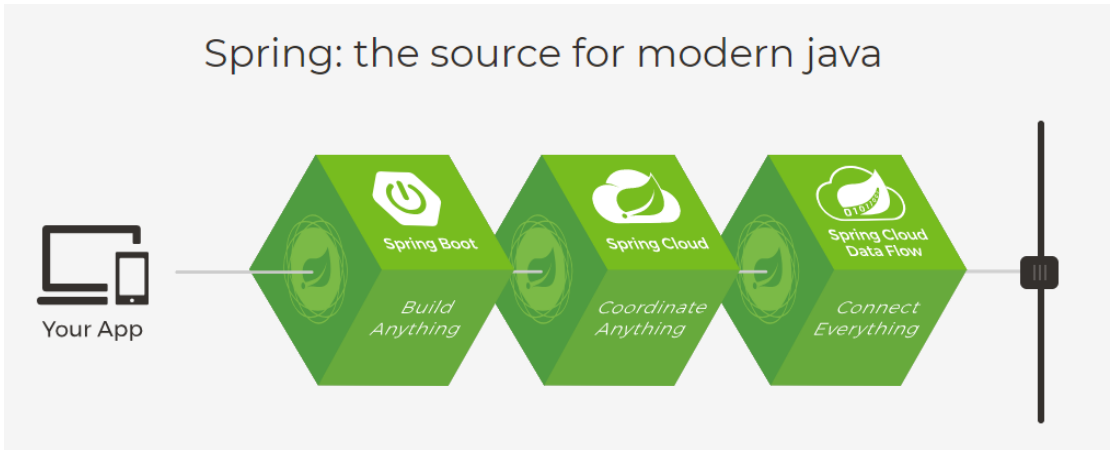 Spring: the source for modern java
Your App
Spring Boot
Build
Anything
Spring Cloud
Coordinate
Anything
Spring Cloud
Data Flow
Connect
Everything